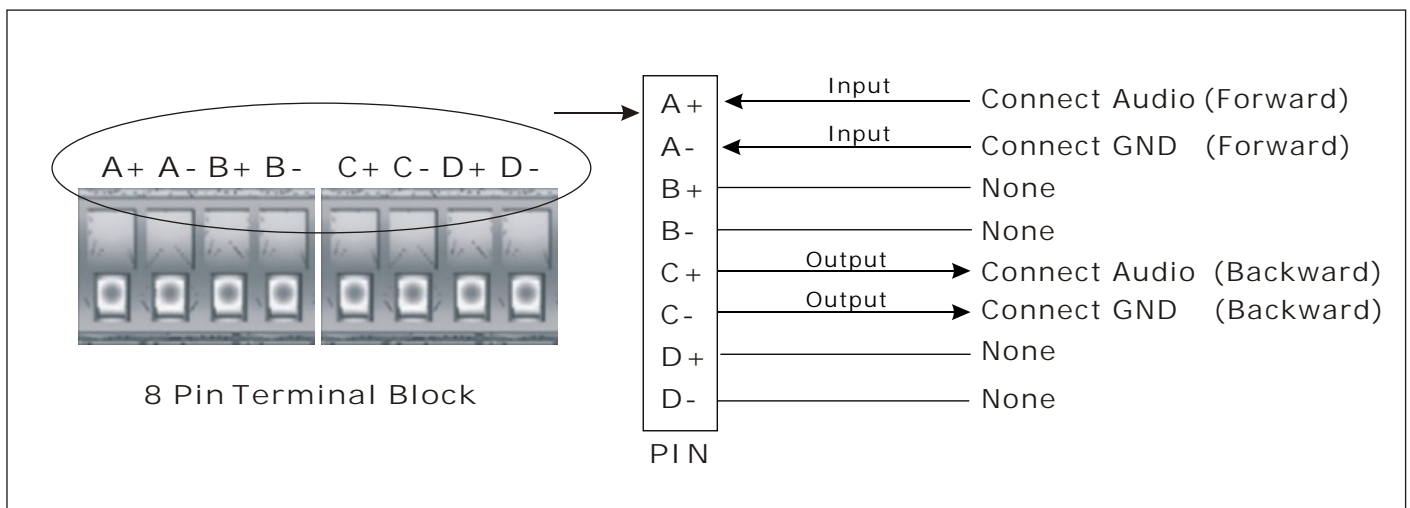 A+ A- B+ B- C+ C- D+ D-
8 Pin Terminal Block
A+ Input Connect Audio (Forward)
A- Input Connect GND (Forward)
B+ None
B- None
C+ Output Connect Audio (Backward)
C- Output Connect GND (Backward)
D+ None
D- None
PIN